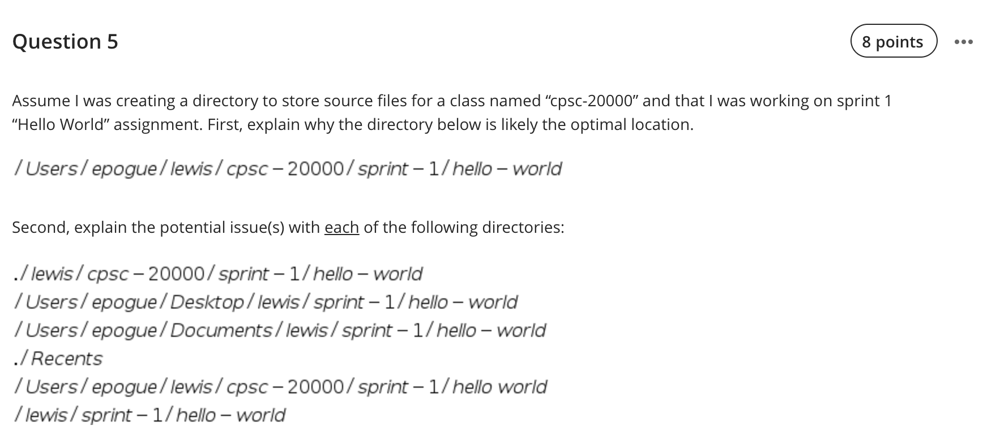 Question 5
8 points
Assume I was creating a directory to store source files for a class named “cpsc-20000” and that I was working on sprint 1
“Hello World” assignment. First, explain why the directory below is likely the optimal location.
/Users/epogue/lewis/cpsc – 20000/sprint – 1/hello – world
Second, explain the potential issue(s) with each of the following directories:
./lewis/cpsc – 20000/sprint – 1/hello – world
/Users/epogue/Desktop/lewis/sprint – 1/hello – world
/Users/epogue/Documents/lewis/sprint – 1/hello – world
./Recents
/Users/epogue/lewis/cpsc – 20000/sprint – 1/hello world
/lewis/sprint – 1/hello – world